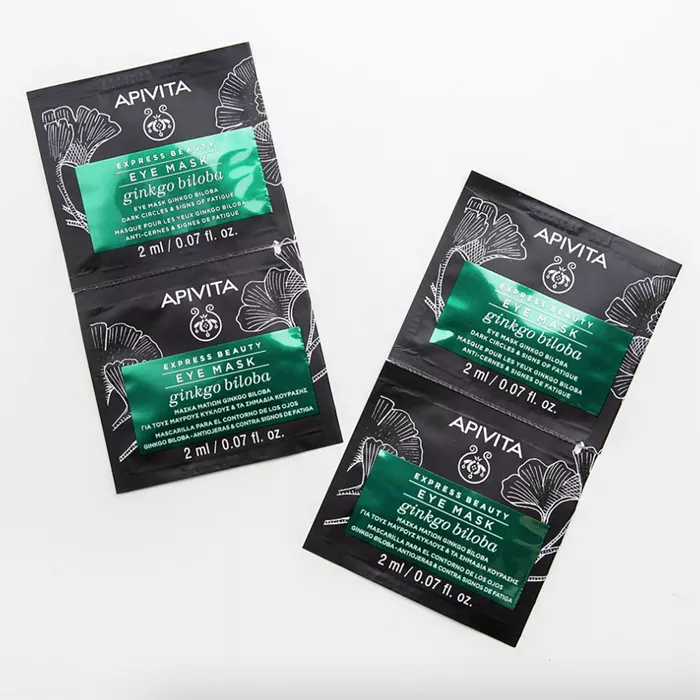 APIVITA
EXPRESS BEAUTY
EYE MASK
ginkgo biloba
EYE MASK GINKGO BILOBA
DARK CIRCLES & SIGNS OF FATIGUE
MASQUE POUR LES YEUX GINKGO BILOBA
ANTI-CERNES & SIGNES DE FATIGUE
2 ml / 0.07 fl. oz.
APIVITA
EXPRESS BEAUTY
EYE MASK
ginkgo biloba
ΜΑΣΚΑ ΜΑΤΙΩΝ GINKGO BILOBA
ΓΙΑ ΤΟΥΣ ΜΑΥΡΟΥΣ ΚΥΚΛΟΥΣ & ΤΑ ΣΗΜΑΔΙΑ ΚΟΥΡΑΣΗΣ
MASCARILLA PARA EL CONTORNO DE LOS OJOS
GINKGO BILOBA-ANTIOJERAS & CONTRA SIGNOS DE FATIGA
2 ml / 0.07 fl. oz.
APIVITA
EXPRESS BEAUTY
EYE MASK
ginkgo biloba
EYE MASK GINKGO BILOBA
DARK CIRCLES & SIGNS OF FATIGUE
MASQUE POUR LES YEUX GINKGO BILOBA
ANTI-CERNES & SIGNES DE FATIGUE
2 ml / 0.07 fl. oz.
APIVITA
EXPRESS BEAUTY
EYE MASK
ginkgo biloba
ΜΑΣΚΑ ΜΑΤΙΩΝ GINKGO BILOBA
ΓΙΑ ΤΟΥΣ ΜΑΥΡΟΥΣ ΚΥΚΛΟΥΣ & ΤΑ ΣΗΜΑΔΙΑ ΚΟΥΡΑΣΗΣ
MASCARILLA PARA EL CONTORNO DE LOS OJOS
GINKGO BILOBA-ANTIOJERAS & CONTRA SIGNOS DE FATIGA
2 ml / 0.07 fl. oz.